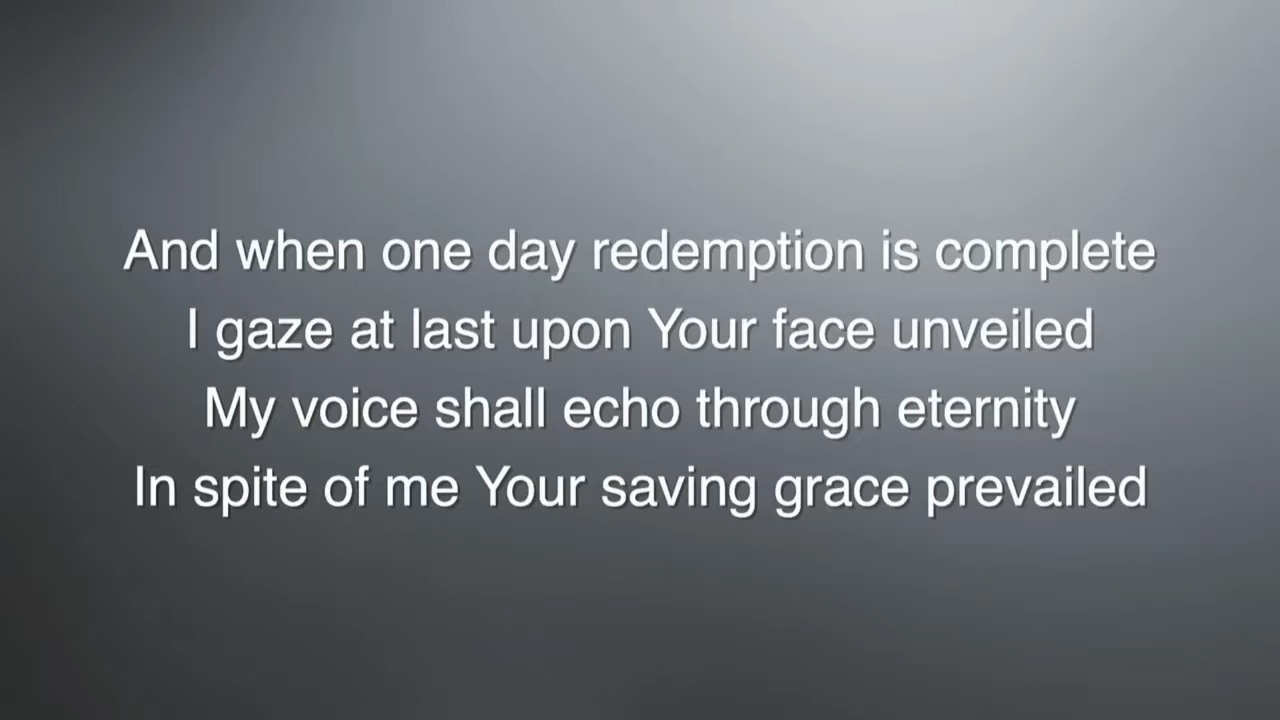 And when one day redemption is complete
I gaze at last upon Your face unveiled
My voice shall echo through eternity
In spite of me Your saving grace prevailed